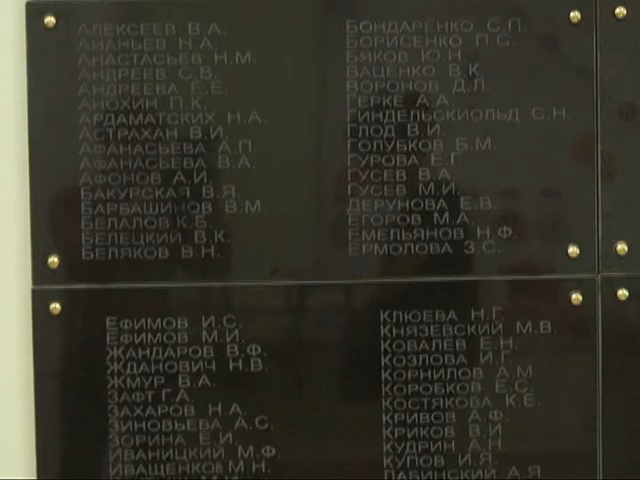 АЛЕКСЕЕВ В.А.
АНАНЬЕВ Н.А.
АНАСТАСЬЕВ Н.М.
АНДРЕЕВ С.В.
АНДРЕЕВА Е.Е.
АНОХИН П.К.
АРДАМАТСКИХ Н.А.
АСТРАХАН В.И.
АФАНАСЬЕВА А.П.
АФАНАСЬЕВА В.А.
АФОНОВ А.И.
БАКУРСКАЯ В.Я.
БАРБАШИНОВ В.М.
БЕЛАЛОВ К.Б.
БЕЛЕЦКИЙ В.К.
БЕЛЯКОВ В.Н.
БОНДАРЕНКО С.П.
БОРИСЕНКО П.С.
БЯКОВ Ю.Н.
ВАЦЕНКО В.К.
ВОРОНОВ Д.Л.
ГЕРКЕ А.А.
ГИНДЕЛЬСКИОЛЬД С.Н.
ГЛОД В.И.
ГОЛУБКОВ Б.М.
ГУРОВА Е.Г.
ГУСЕВ В.А.
ГУСЕВ М.И.
ДЕРУНОВА Е.В.
ЕГОРОВ М.А.
ЕМЕЛЬЯНОВ Н.Ф.
ЕРМОЛОВА З.С.
ЕФИМОВ И.С.
ЕФИМОВ М.И.
ЖАНДАРОВ В.Ф.
ЖДАНОВИЧ Н.В.
ЖМУР В.А.
ЗАФТ Г.А.
ЗАХАРОВ Н.А.
ЗИНОВЬЕВА А.С.
ЗОРИНА Е.И.
ИВАНИЦКИЙ М.Ф.
ИВАЩЕНКОВ М.Н.
КЛЮЕВА Н.Г.
КНЯЗЕВСКИЙ М.В.
КОВАЛЕВ Е.Н.
КОЗЛОВА И.Г.
КОРНИЛОВ А.М.
КОРОБКОВ Е.С.
КОСТЯКОВА К.Е.
КРИВОВ А.Ф.
КРИКОВ В.И.
КУДРИН А.Н.
КУПОВ И.Я.
ЛАБИНСКИЙ А.Я.